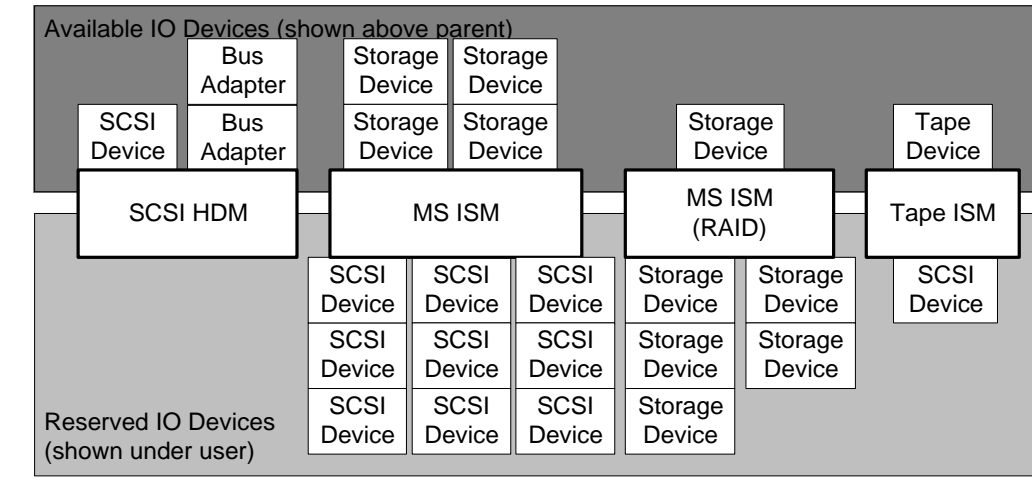 Available IO Devices (shown above parent)
Bus
Adapter
Storage
Device
Storage
Device
SCSI
Device
Bus
Adapter
Storage
Device
Storage
Device
Storage
Device
Tape
Device
SCSI HDM
MS ISM
MS ISM
(RAID)
Tape ISM
SCSI
Device
SCSI
Device
SCSI
Device
Storage
Device
Storage
Device
SCSI
Device
SCSI
Device
SCSI
Device
SCSI
Device
Storage
Device
Storage
Device
SCSI
Device
SCSI
Device
SCSI
Device
Storage
Device
Reserved IO Devices
(shown under user)